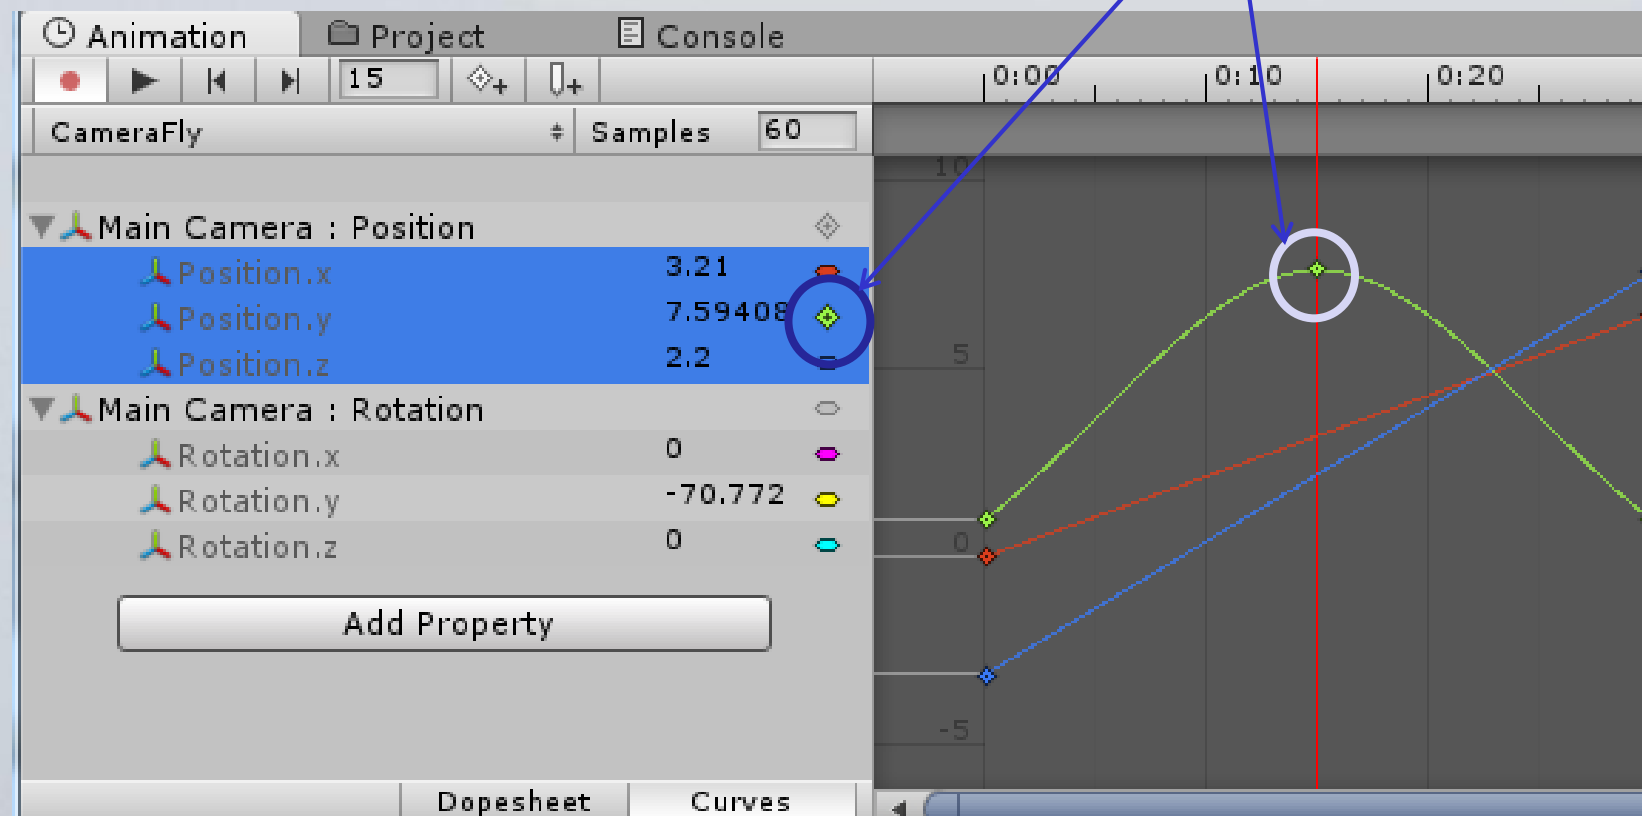 Animation Project Console
15 0:00 0:10 0:20
CameraFly Samples 60
10
Main Camera : Position
Position.x 3.21
Position.y 7.59408
5
Position.z 2.2
Main Camera : Rotation
Rotation.x 0
Rotation.y -70.772
Rotation.z 0
0
Add Property
-5
Dopesheet Curves